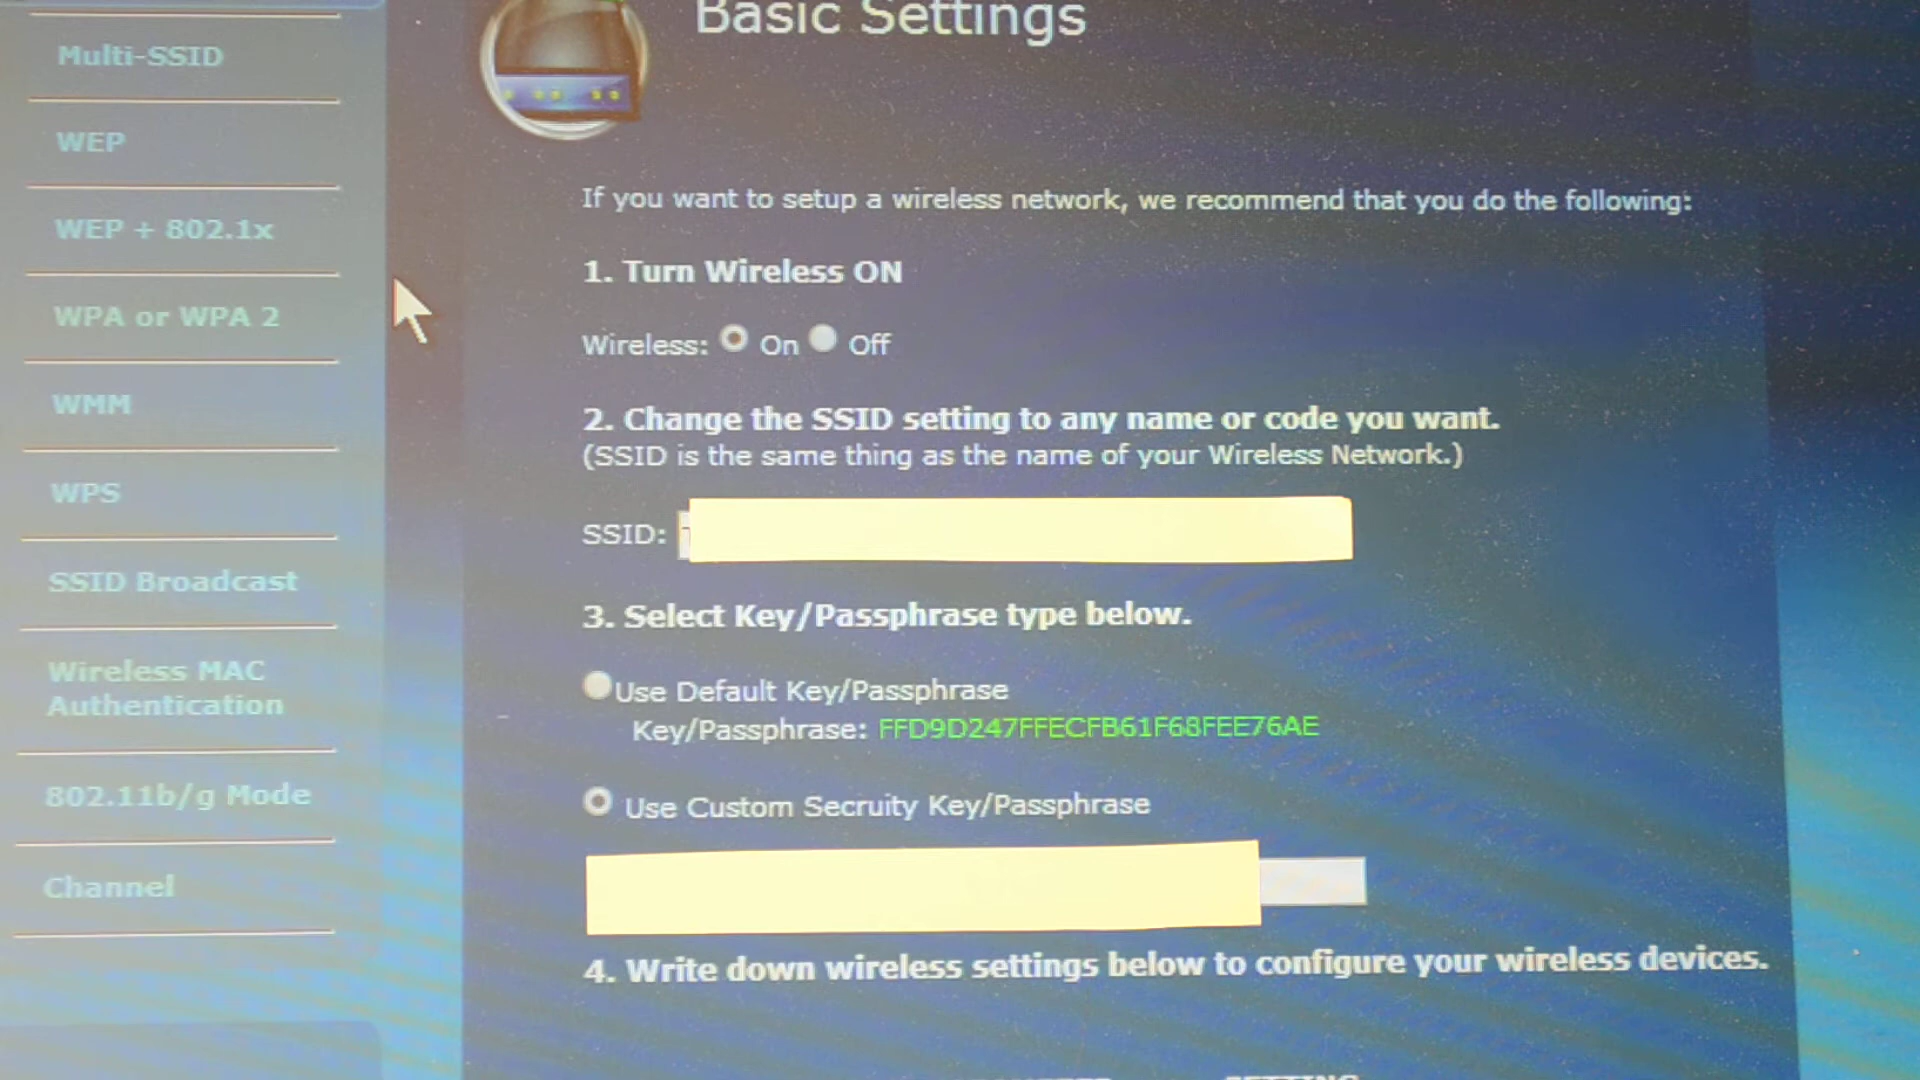 Basic Settings
Multi-SSID
WEP
WEP + 802.1x
WPA or WPA 2
WMM
WPS
SSID Broadcast
Wireless MAC
Authentication
802.11b/g Mode
Channel
If you want to setup a wireless network, we recommend that you do the following:
1. Turn Wireless ON
Wireless: On Off
2. Change the SSID setting to any name or code you want.
(SSID is the same thing as the name of your Wireless Network.)
SSID:
3. Select Key/Passphrase type below.
Use Default Key/Passphrase
Key/Passphrase: FFD9D247FFECFB61F68FEE76AE
Use Custom Secruity Key/Passphrase
4. Write down wireless settings below to configure your wireless devices.
SETTING